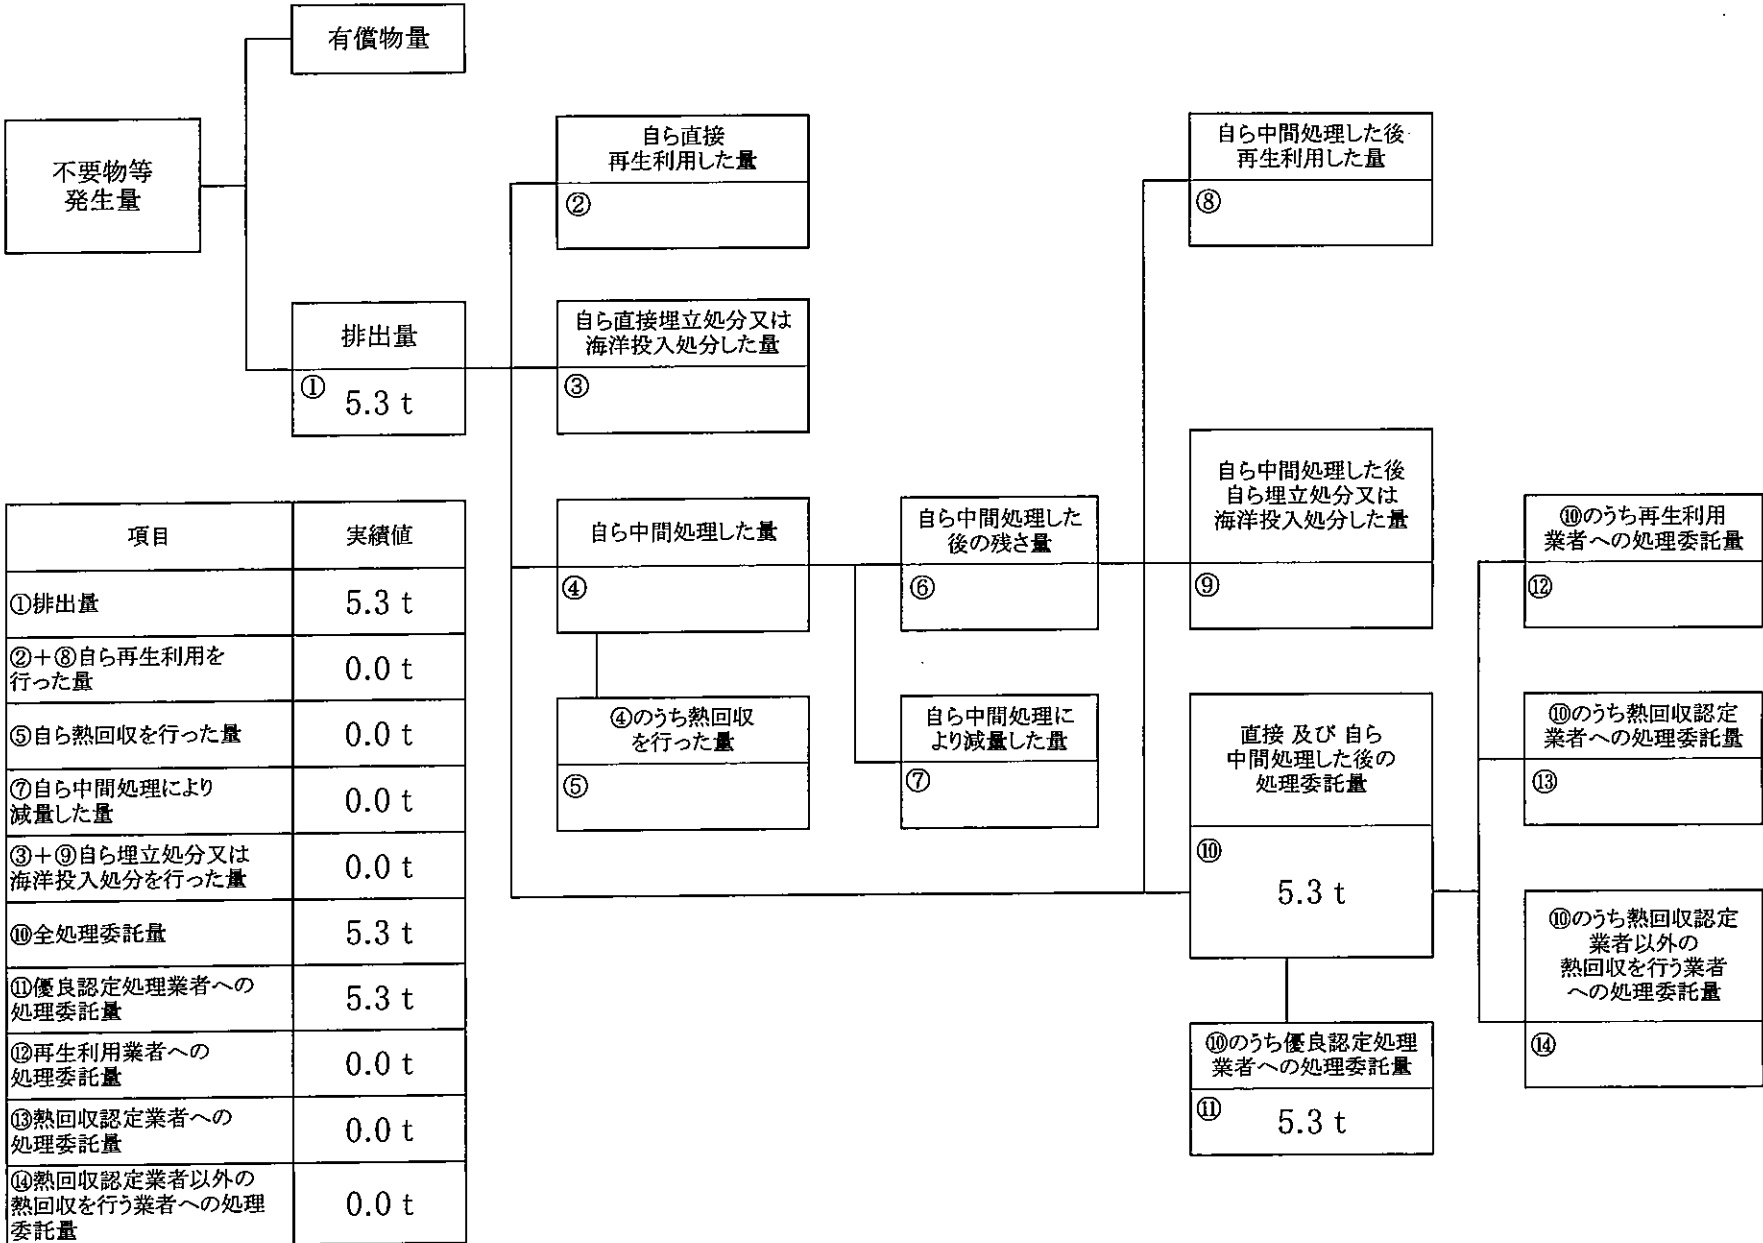 有償物量
不要物等
発生量
排出量
①
5.3 t
自ら直接
再生利用した量
②
自ら直接埋立処分又は
海洋投入処分した量
③
自ら中間処理した量
④
④のうち熱回収
を行った量
⑤
自ら中間処理した
後の残さ量
⑥
自ら中間処理に
より減量した量
⑦
自ら中間処理した後
再生利用した量
⑧
自ら中間処理した後
自ら埋立処分又は
海洋投入処分した量
⑨
直接 及び 自ら
中間処理した後の
処理委託量
⑩
5.3 t
⑩のうち優良認定処理
業者への処理委託量
⑪
5.3 t
⑩のうち再生利用
業者への処理委託量
⑫
⑩のうち熱回収認定
業者への処理委託量
⑬
⑩のうち熱回収認定
業者以外の
熱回収を行う業者
への処理委託量
⑭
項目 実績値
①排出量 5.3 t
②+⑧自ら再生利用を
行った量 0.0 t
⑤自ら熱回収を行った量 0.0 t
⑦自ら中間処理により
減量した量 0.0 t
③+⑨自ら埋立処分又は
海洋投入処分を行った量 0.0 t
⑩全処理委託量 5.3 t
⑪優良認定処理業者への
処理委託量 5.3 t
⑫再生利用業者への
処理委託量 0.0 t
⑬熱回収認定業者への
処理委託量 0.0 t
⑭熱回収認定業者以外の
熱回収を行う業者への処理
委託量 0.0 t